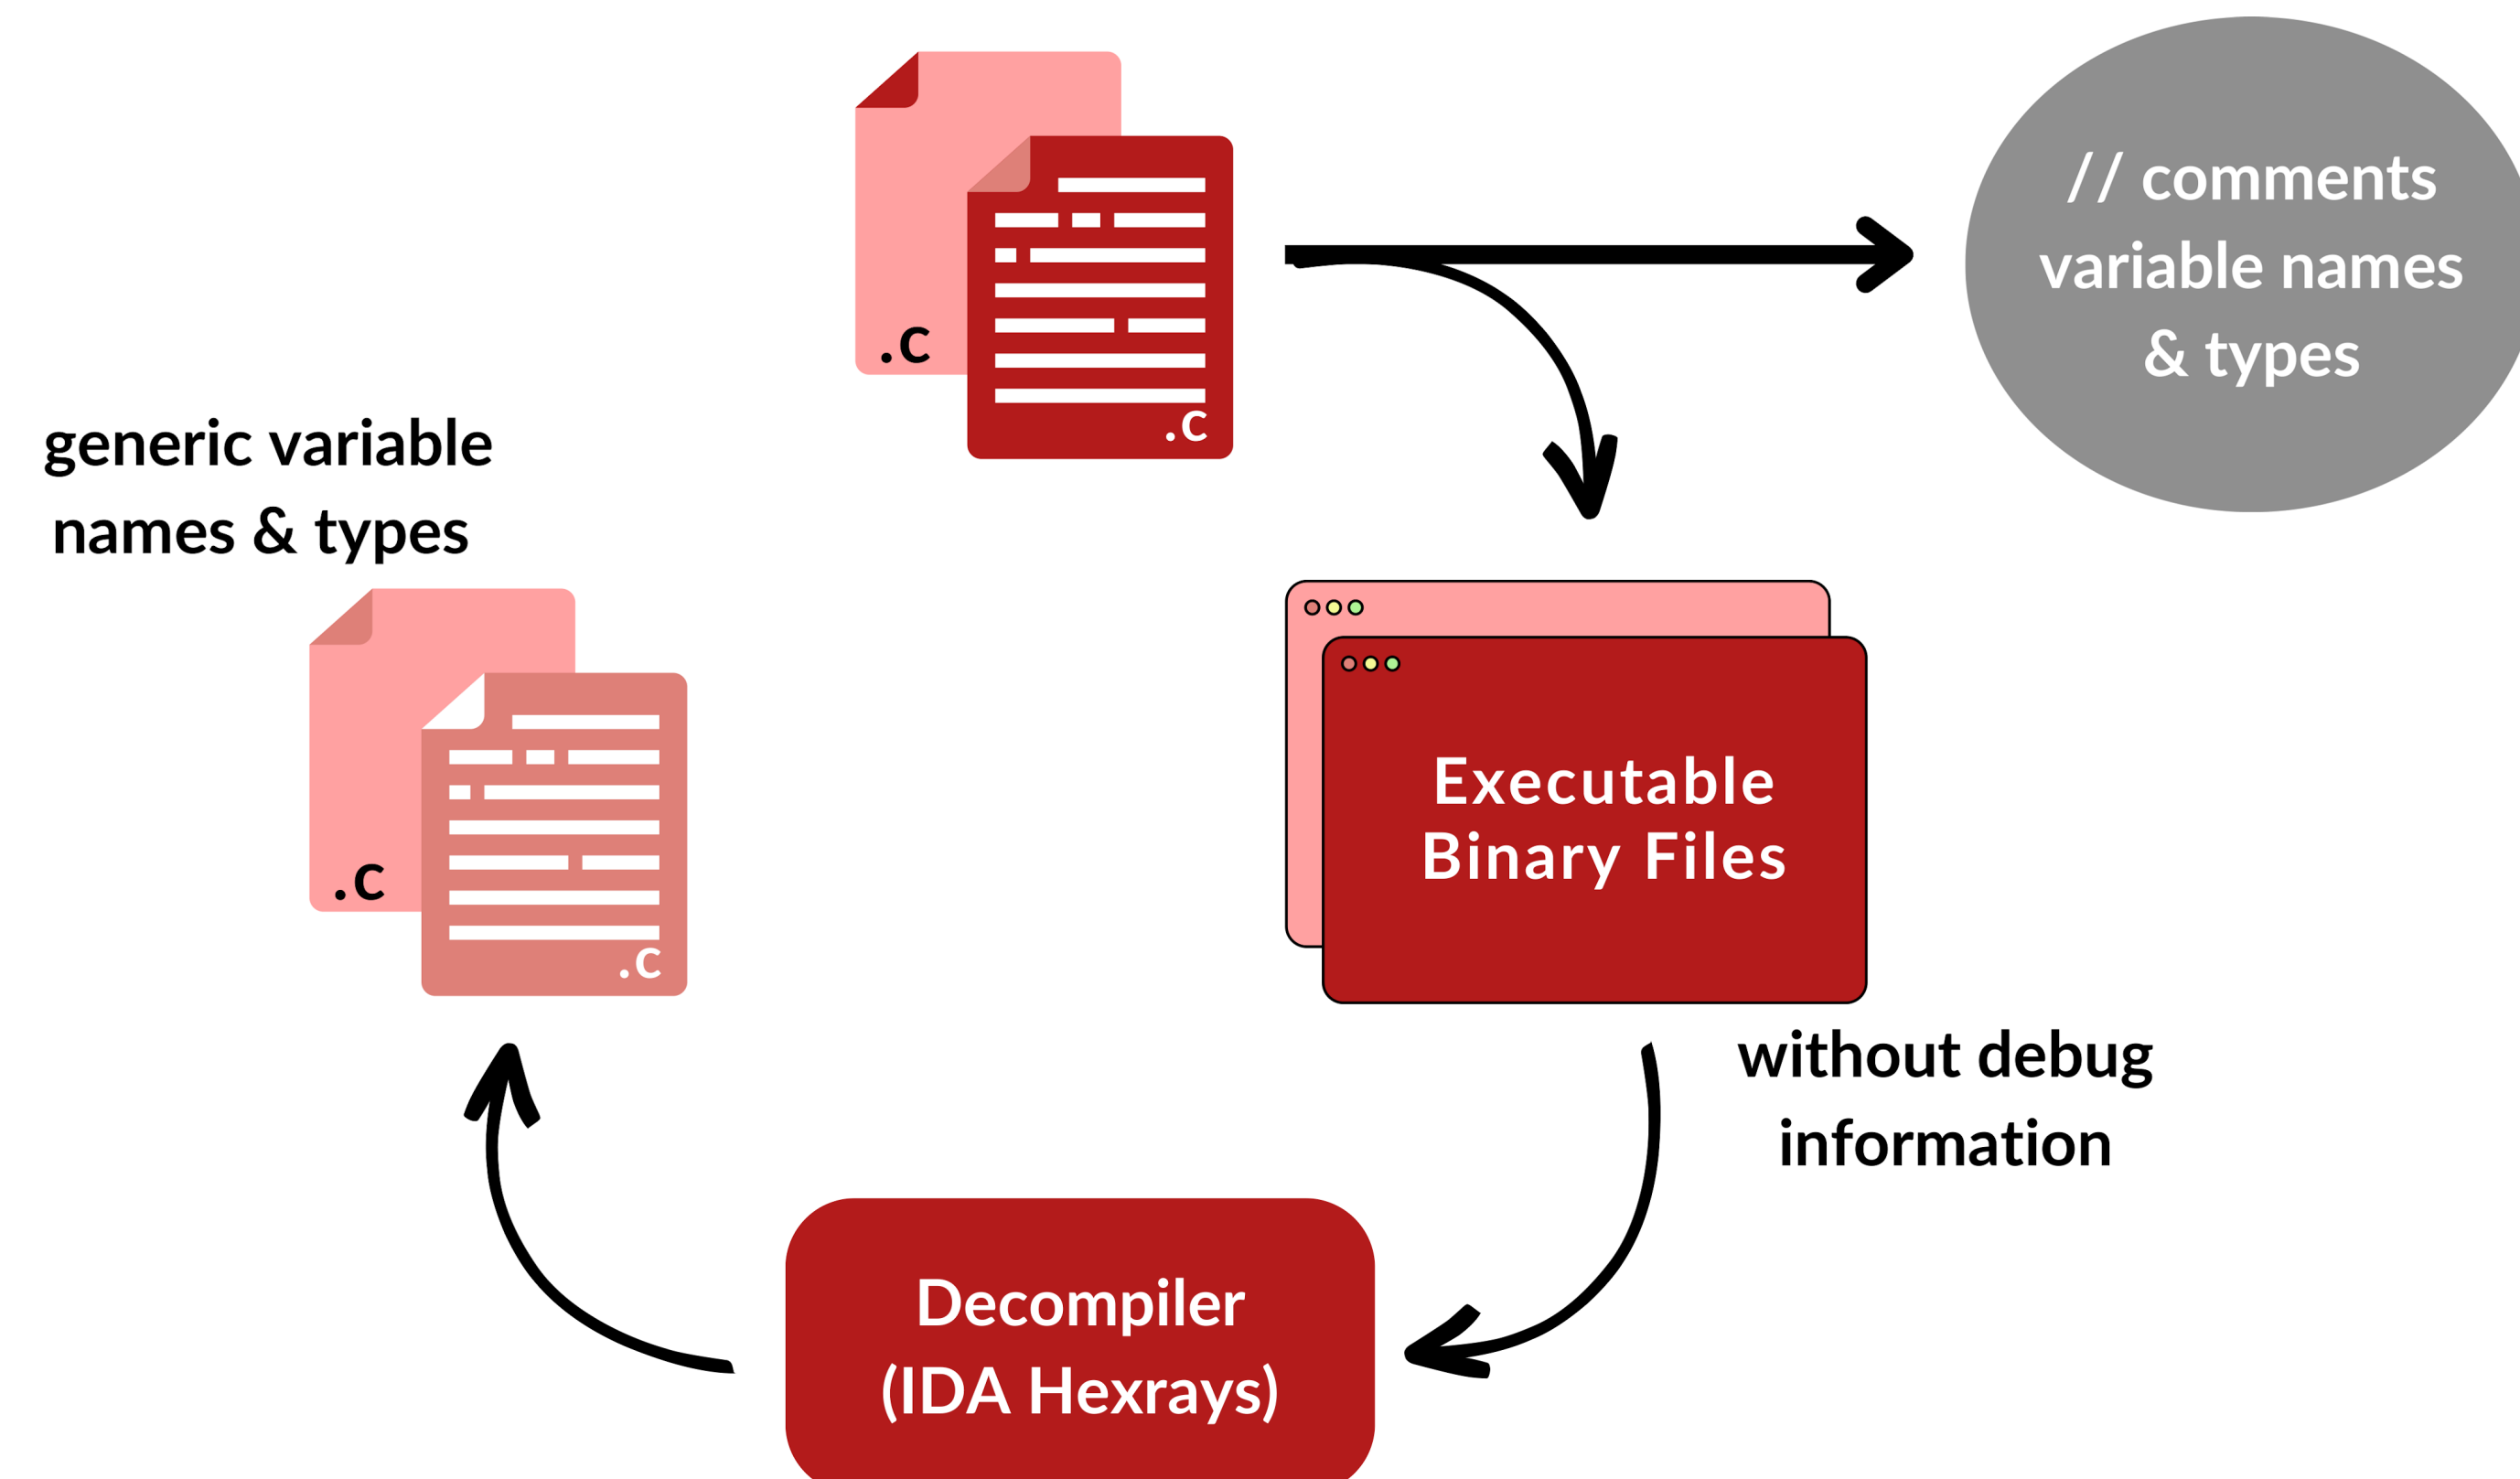 .c
.c
// comments
variable names
& types
generic variable
names & types
.c
.c
Executable
Binary Files
without debug
information
Decompiler
(IDA Hexrays)